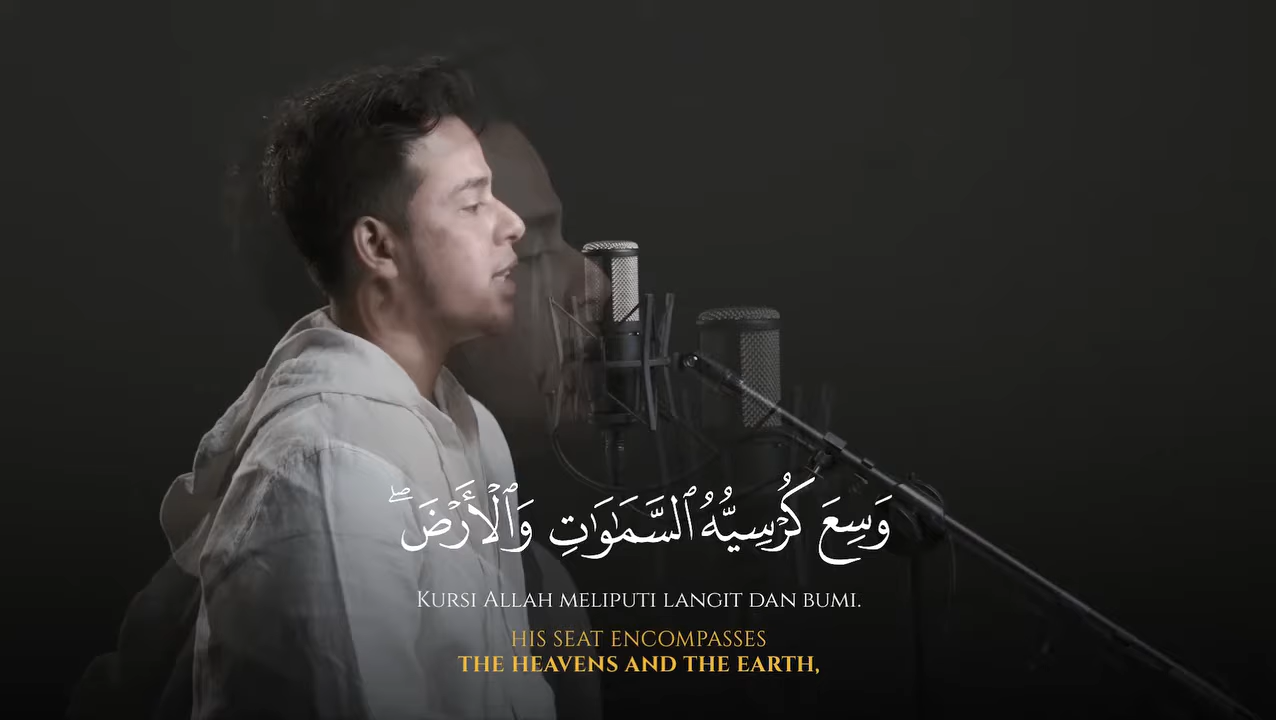 وَسِعَ كُرْسِيُّهُ ٱلسَّمَـٰوَٰتِ وَٱلْأَرْضَ ۖ
Kursi Allah meliputi langit dan bumi.
HIS SEAT ENCOMPASSES
THE HEAVENS AND THE EARTH,